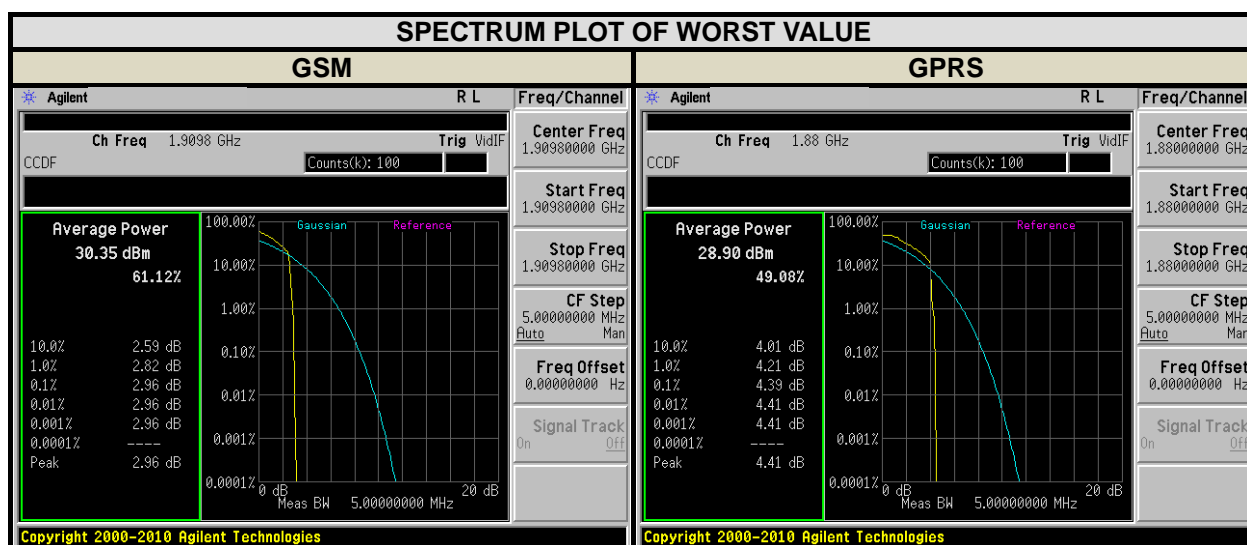 SPECTRUM PLOT OF WORST VALUE
GSM
Agilent
R L
Freq/Channel
Ch Freq 1.9098 GHz
Trig VidIF
CCDF
Counts(k): 100
Average Power
30.35 dBm
61.12%
10.0% 2.59 dB
1.0% 2.82 dB
0.1% 2.96 dB
0.01% 2.96 dB
0.001% 2.96 dB
0.0001% ----
Peak 2.96 dB
100.00%
10.00%
1.00%
0.10%
0.01%
0.001%
0.0001%
Gaussian
Reference
0 dB
20 dB
Meas BW 5.000000000 MHz
Center Freq
1.90980000 GHz
Start Freq
1.90980000 GHz
Stop Freq
1.90980000 GHz
CF Step
5.00000000 MHz
Auto Man
Freq Offset
0.00000000 Hz
Signal Track
On Off
Copyright 2000-2010 Agilent Technologies
GPRS
Agilent
R L
Freq/Channel
Ch Freq 1.88 GHz
Trig VidIF
CCDF
Counts(k): 100
Average Power
28.90 dBm
49.08%
10.0% 4.01 dB
1.0% 4.21 dB
0.1% 4.39 dB
0.01% 4.41 dB
0.001% 4.41 dB
0.0001% ----
Peak 4.41 dB
100.00%
10.00%
1.00%
0.10%
0.01%
0.001%
0.0001%
Gaussian
Reference
0 dB
20 dB
Meas BW 5.000000000 MHz
Center Freq
1.88000000 GHz
Start Freq
1.88000000 GHz
Stop Freq
1.88000000 GHz
CF Step
5.00000000 MHz
Auto Man
Freq Offset
0.00000000 Hz
Signal Track
On Off
Copyright 2000-2010 Agilent Technologies